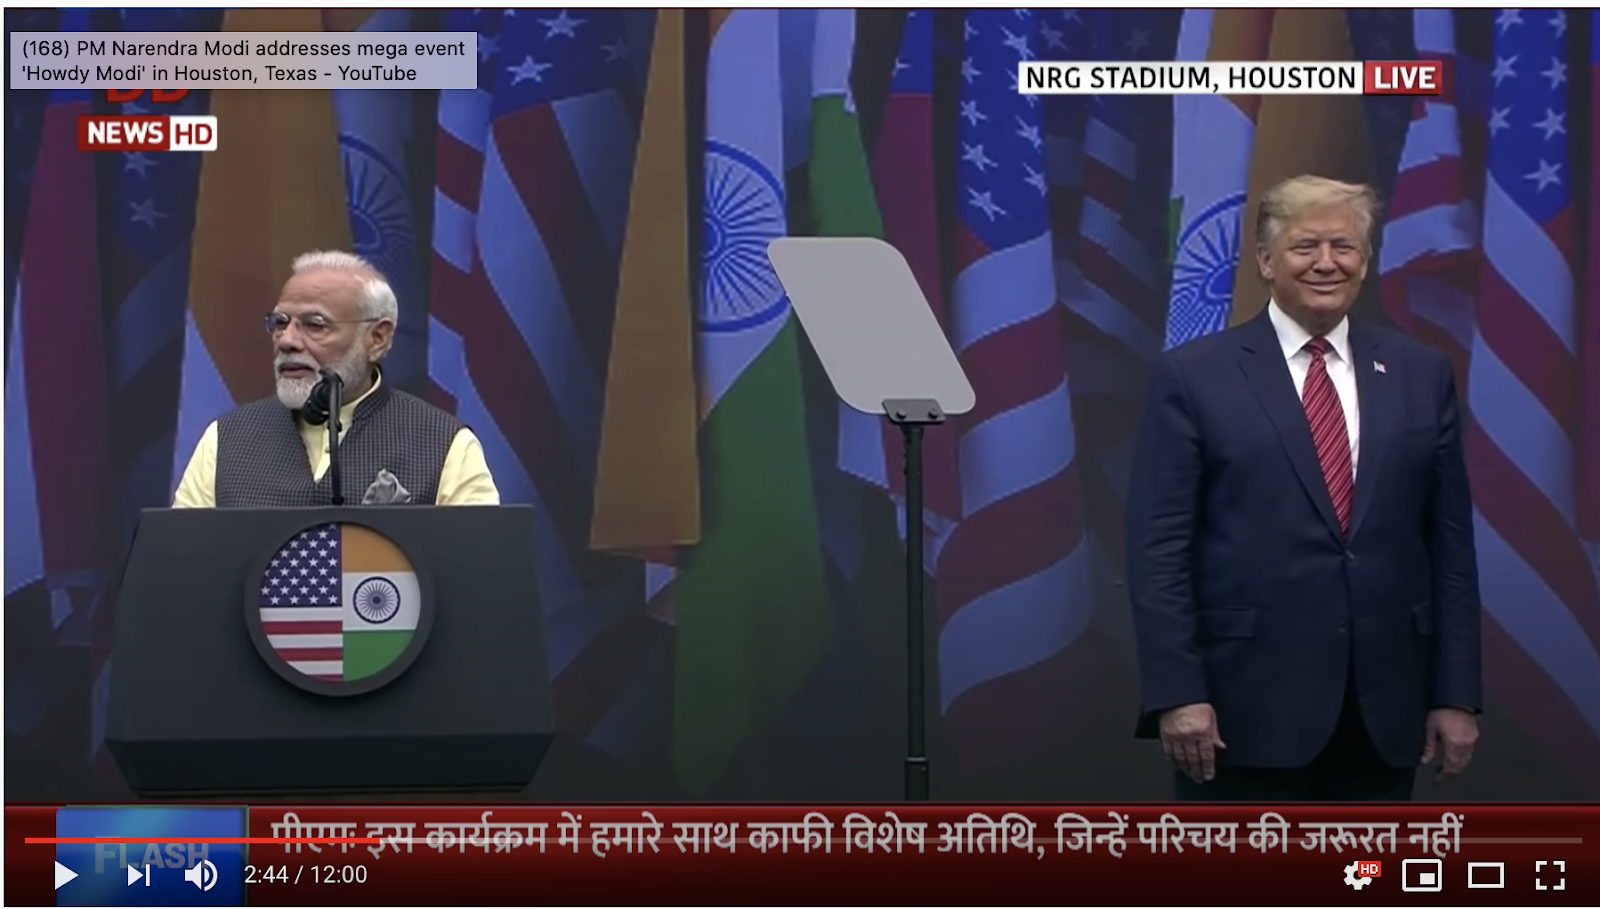 (168) PM Narendra Modi addresses mega event
'Howdy Modi' in Houston, Texas - YouTube
DD
NEWS HD
NRG STADIUM, HOUSTON LIVE
पीएमः इस कार्यक्रम में हमारे साथ काफी विशेष अतिथि, जिन्हें परिचय की जरूरत नहीं
FLASH
2:44 / 12:00
HD